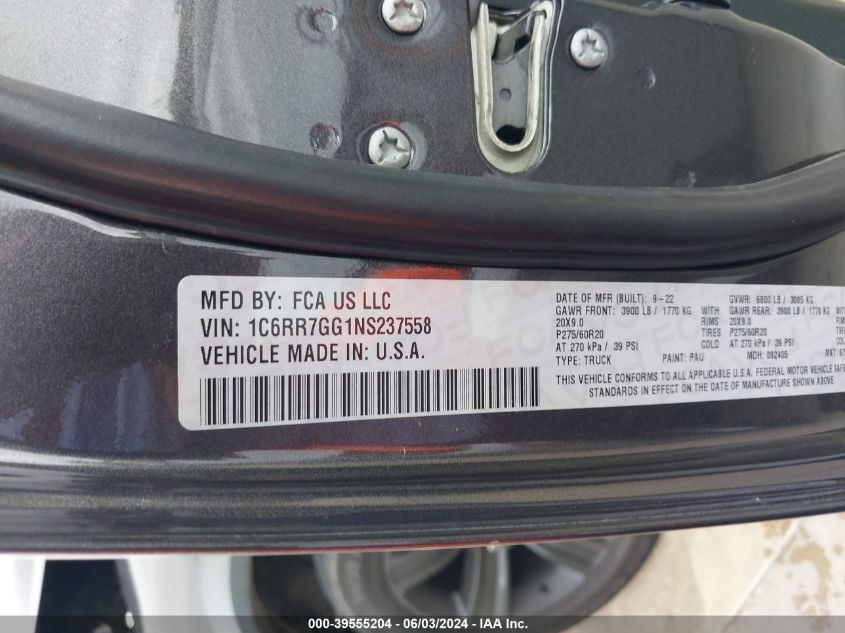 MFD BY: FCA US LLC
VIN: 1C6RR7GG1NS237558
VEHICLE MADE IN: U.S.A.
DATE OF MFR (BUILT): 9-22 GVWR: 6800 LB / 3085 KG
GAWR FRONT: 3900 LB / 1770 KG WITH GAWR REAR: 3900 LB / 1770 KG
20X9.0 RIMS 20X9.0
P275/60R20 TIRES P275/60R20
AT 270 kPa / 39 PSI COLD AT 270 kPa / 39 PSI
TYPE: TRUCK PAINT: PAU MDH: 092405 MKT:
THIS VEHICLE CONFORMS TO ALL APPLICABLE U.S.A. FEDERAL MOTOR VEHICLE SAFE
STANDARDS IN EFFECT ON THE DATE OF MANUFACTURE SHOWN ABOVE.
000-39555204 - 06/03/2024 - IAA Inc.